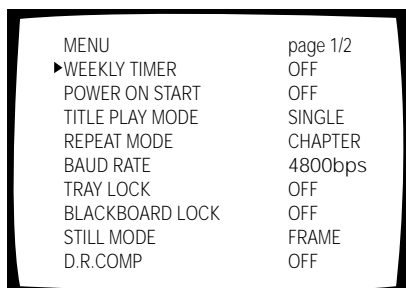 MENU page 1/2
▶WEEKLY TIMER OFF
POWER ON START OFF
TITLE PLAY MODE SINGLE
REPEAT MODE CHAPTER
BAUD RATE 4800bps
TRAY LOCK OFF
BLACKBOARD LOCK OFF
STILL MODE FRAME
D.R.COMP OFF